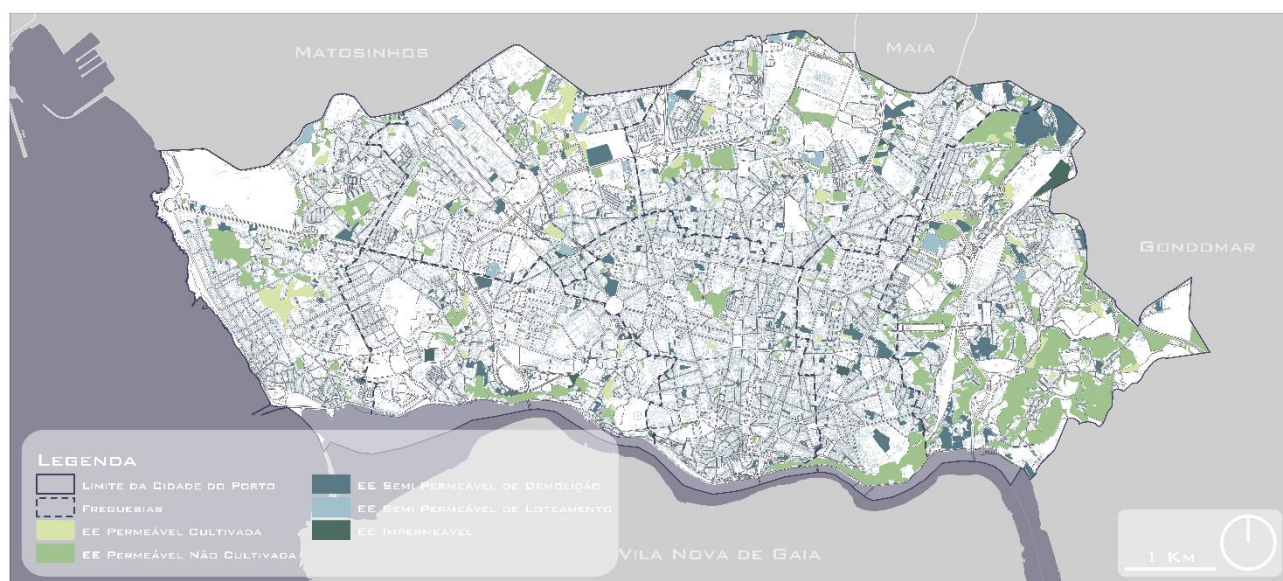 Matosinhos
Maia
Gondomar
Legenda
Limite da Cidade do Porto
Freguesias
EE Permeável Cultivada
EE Permeável Não Cultivada
EE Semi Permeável de Demolição
EE Semi Permeável de Loteamento
EE Impermeável
Vila Nova de Gaia
1 Km